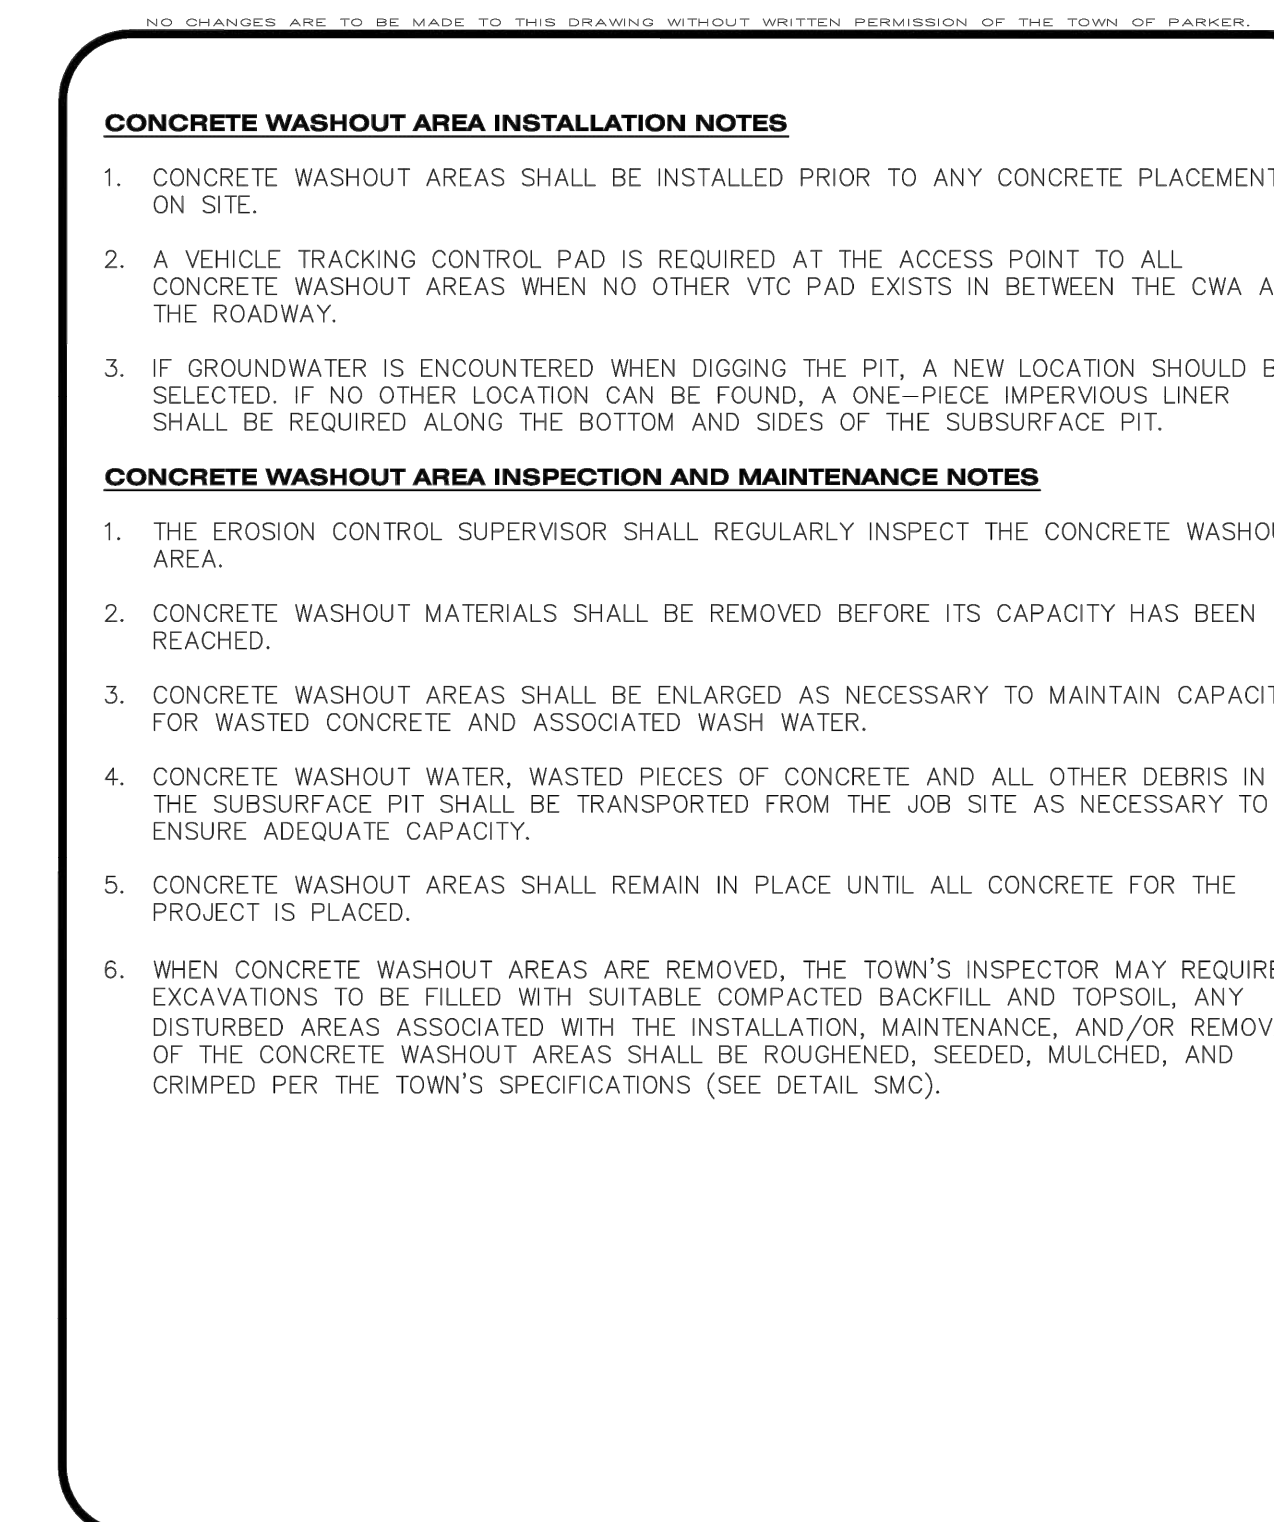 NO CHANGES ARE TO BE MADE TO THIS DRAWING WITHOUT WRITTEN PERMISSION OF THE TOWN OF PARKER.
CONCRETE WASHOUT AREA INSTALLATION NOTES
1. CONCRETE WASHOUT AREAS SHALL BE INSTALLED PRIOR TO ANY CONCRETE PLACEMENT
ON SITE.
2. A VEHICLE TRACKING CONTROL PAD IS REQUIRED AT THE ACCESS POINT TO ALL
CONCRETE WASHOUT AREAS WHEN NO OTHER VTC PAD EXISTS IN BETWEEN THE CWA
THE ROADWAY.
3. IF GROUNDWATER IS ENCOUNTERED WHEN DIGGING THE PIT, A NEW LOCATION SHOULD
SELECTED. IF NO OTHER LOCATION CAN BE FOUND, A ONE-PIECE IMPERVIOUS LINER
SHALL BE REQUIRED ALONG THE BOTTOM AND SIDES OF THE SUBSURFACE PIT.
CONCRETE WASHOUT AREA INSPECTION AND MAINTENANCE NOTES
1. THE EROSION CONTROL SUPERVISOR SHALL REGULARLY INSPECT THE CONCRETE
AREA.
2. CONCRETE WASHOUT MATERIALS SHALL BE REMOVED BEFORE ITS CAPACITY HAS BEEN
REACHED.
3. CONCRETE WASHOUT AREAS SHALL BE ENLARGED AS NECESSARY TO MAINTAIN
FOR WASTED CONCRETE AND ASSOCIATED WASH WATER.
4. CONCRETE WASHOUT WATER, WASTED PIECES OF CONCRETE AND ALL OTHER DEBRIS IN
THE SUBSURFACE PIT SHALL BE TRANSPORTED FROM THE JOB SITE AS NECESSARY TO
ENSURE ADEQUATE CAPACITY.
5. CONCRETE WASHOUT AREAS SHALL REMAIN IN PLACE UNTIL ALL CONCRETE FOR THE
PROJECT IS PLACED.
6. WHEN CONCRETE WASHOUT AREAS ARE REMOVED, THE TOWN'S INSPECTOR MAY REQUIRE
EXCAVATIONS TO BE FILLED WITH SUITABLE COMPACTED BACKFILL AND TOPSOIL, ANY
DISTURBED AREAS ASSOCIATED WITH THE INSTALLATION, MAINTENANCE, AND/OR
OF THE CONCRETE WASHOUT AREAS SHALL BE ROUGHENED, SEEDED, MULCHED, AND
CRIMPED PER THE TOWN'S SPECIFICATIONS (SEE DETAIL SMC).